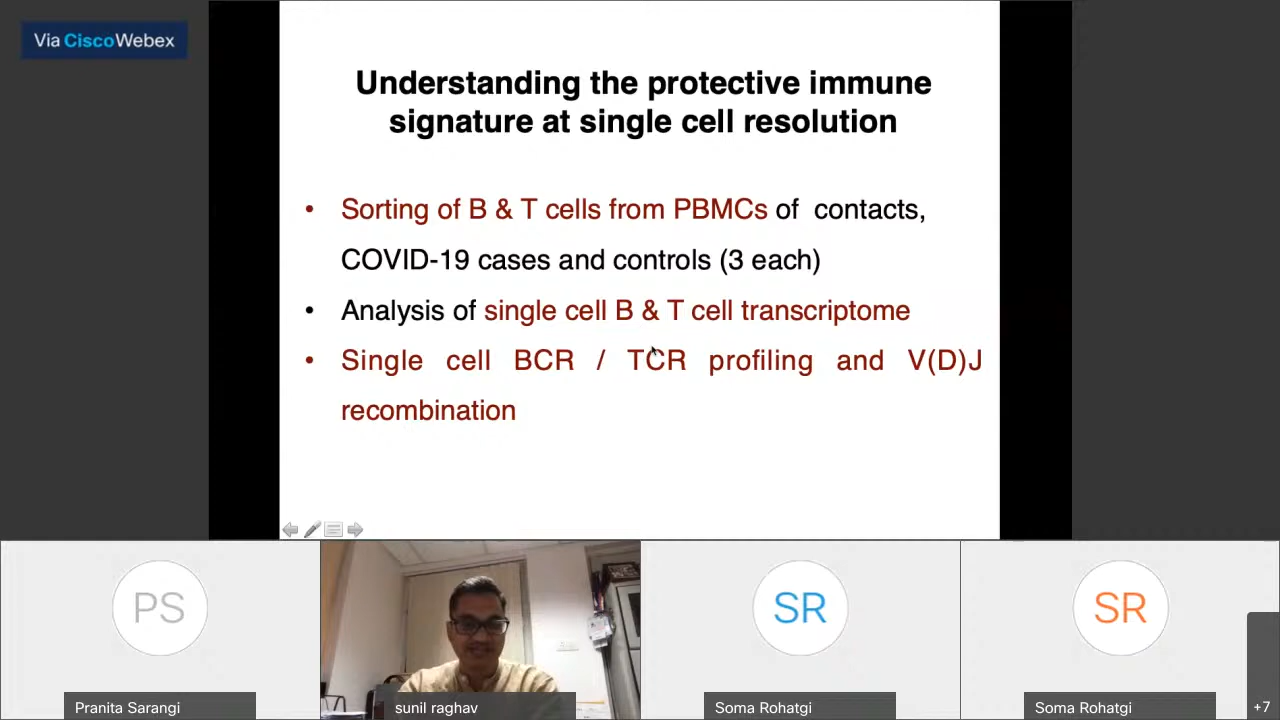 Via CiscoWebex
Understanding the protective immune
signature at single cell resolution
• Sorting of B & T cells from PBMCs of contacts,
COVID-19 cases and controls (3 each)
• Analysis of single cell B & T cell transcriptome
• Single cell BCR / TCR profiling and V(D)J
recombination
PS
SR
SR
Pranita Sarangi
sunil raghav
Soma Rohatgi
Soma Rohatgi
+7